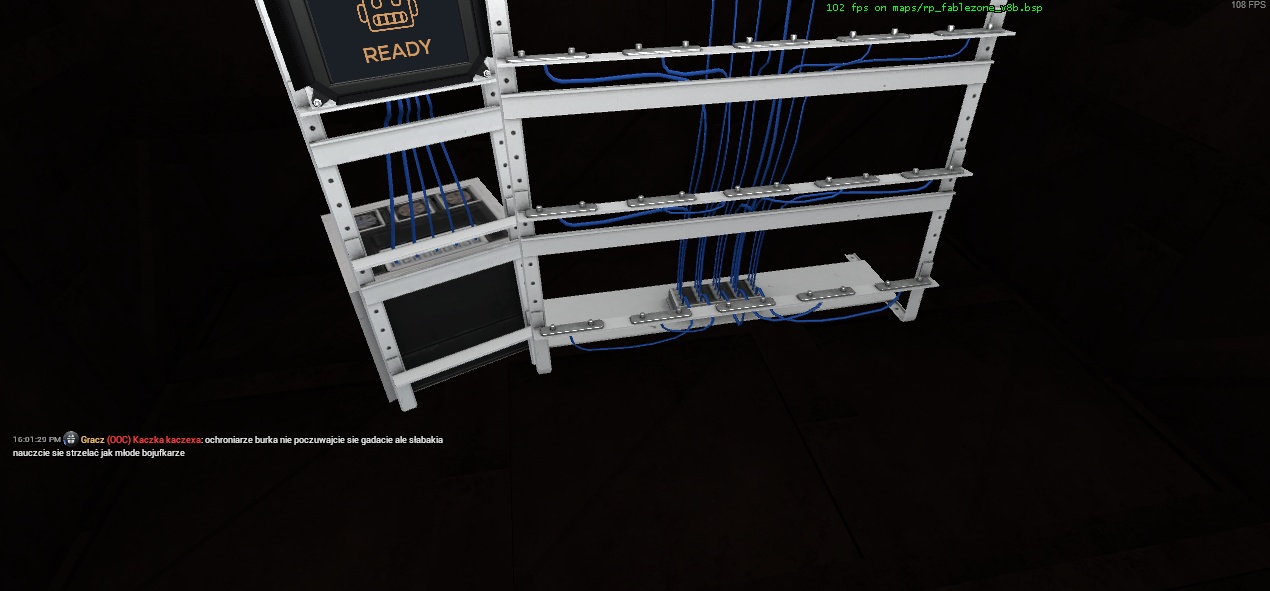 102 fps on maps/rp_fablezone_v8b.bsp
108 FPS
READY
16:01:29 PM Gracz (OOC) Kaczka kaczexa: ochroniarze burka nie poczuwajcie sie gadacie ale słabakia
nauczcie sie strzelać jak młode bojufkarze